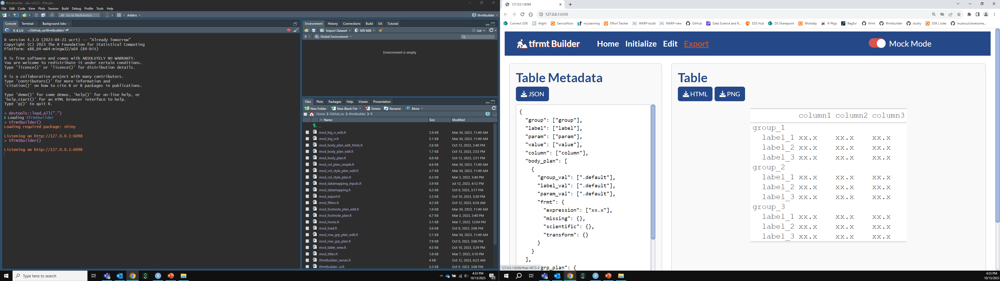 tfrmtbuilder - dev-v0.0.5 - RStudio
File Edit Code View Plots Session Build Debug Profile Tools Help
Go to file/function Addins tfrmtbuilder
Console Terminal Background Jobs
R 4.3.0 · ~/GitHub_os/tfrmtbuilder/
R version 4.3.0 (2023-04-21 ucrt) -- "Already Tomorrow"
Copyright (C) 2023 The R Foundation for Statistical Computing
Platform: x86_64-w64-mingw32/x64 (64-bit)
R is free software and comes with ABSOLUTELY NO WARRANTY.
You are welcome to redistribute it under certain conditions.
Type 'license()' or 'licence()' for distribution details.
R is a collaborative project with many contributors.
Type 'contributors()' for more information and
'citation()' on how to cite R or R packages in publications.
Type 'demo()' for some demos, 'help()' for on-line help, or
'help.start()' for an HTML browser interface to help.
Type 'q()' to quit R.
> devtools::load_all(".")
ℹ Loading tfrmtbuilder
> tfrmtbuilder()
Loading required package: shiny
Listening on http://127.0.0.1:6098
> tfrmtbuilder()
Listening on http://127.0.0.1:6098
Environment History Connections Build Git Tutorial
Import Dataset 309 MiB List
R Global Environment
Environment is empty
Files Plots Packages Help Viewer Presentation
New Folder New Blank File Delete Rename More
Home GitHub_os tfrmtbuilder R ...
Name Size Modified
..
mod_big_n_edit.R 2.9 KB Mar 30, 2023, 11:49 AM
mod_big_n.R 5.1 KB Mar 30, 2023, 11:49 AM
mod_body_plan_edit_frmts.R 2.6 KB Oct 13, 2023, 2:40 PM
mod_body_plan_edit.R 1.7 KB Oct 13, 2023, 2:53 PM
mod_body_plan.R 6.8 KB Oct 13, 2023, 2:51 PM
mod_col_plan_simple.R 6.6 KB Mar 30, 2023, 11:49 AM
mod_col_style_plan_edit.R 3.7 KB Mar 30, 2023, 11:49 AM
mod_col_style_plan.R 6.3 KB Mar 3, 2023, 3:40 PM
mod_datamapping_inputs.R 5.9 KB Jul 12, 2023, 4:12 PM
mod_datamapping.R 8.3 KB Oct 9, 2023, 3:17 PM
mod_export.R 3.5 KB Oct 10, 2023, 3:30 PM
mod_filters.R 4.2 KB Oct 12, 2023, 6:26 AM
mod_footnote_plan_edit.R 1.9 KB Mar 30, 2023, 11:49 AM
mod_footnote_plan.R 6.7 KB Mar 3, 2023, 3:40 PM
mod_home.R 3.1 KB Mar 7, 2023, 12:04 PM
mod_load.R 5.6 KB Oct 9, 2023, 3:06 PM
mod_row_grp_plan_edit.R 2.1 KB Mar 30, 2023, 11:49 AM
mod_row_grp_plan.R 7.9 KB Oct 9, 2023, 3:06 PM
mod_table_view.R 4.5 KB Oct 10, 2023, 3:29 PM
mod_titles.R 1.8 KB Mar 7, 2023, 3:10 PM
tfrmtbuilder_server.R 4 KB Oct 12, 2023, 6:23 AM
tfrmtbuilder_ui.R 5.3 KB Oct 9, 2023, 3:06 PM
Type here to search
4:33 PM
10/13/2023
25
127.0.0.1:6098
127.0.0.1:6098
Connect GSK Alight ServiceNow myLearning Effort Tracker WARP-build WARP-view GitHub Data Science and R... SDS Hub DS Sharepoint Workday R-Pkgs RegExr tfrmt tfrmtbuilder slushy GSK | Jules mcanouil/awesome...
tfrmt Builder Home Initialize Edit Export Mock Mode
Table Metadata
JSON
{
"group": ["group"],
"label": ["label"],
"param": ["param"],
"value": ["value"],
"column": ["column"],
"body_plan": [
{
"group_val": [".default"],
"label_val": [".default"],
"param_val": [".default"],
"frmt": {
"expression": ["xx.x"],
"missing": {},
"scientific": {},
"transform": {}
}
}
],
grp_plan": {
127.0.0.1:6098/#tab-9673-4
Table
HTML PNG
column1 column2 column3
group_1
label_1 xx.x xx.x xx.x
label_2 xx.x xx.x xx.x
label_3 xx.x xx.x xx.x
group_2
label_1 xx.x xx.x xx.x
label_2 xx.x xx.x xx.x
label_3 xx.x xx.x xx.x
group_3
label_1 xx.x xx.x xx.x
label_2 xx.x xx.x xx.x
label_3 xx.x xx.x xx.x
4:33 PM
10/13/2023